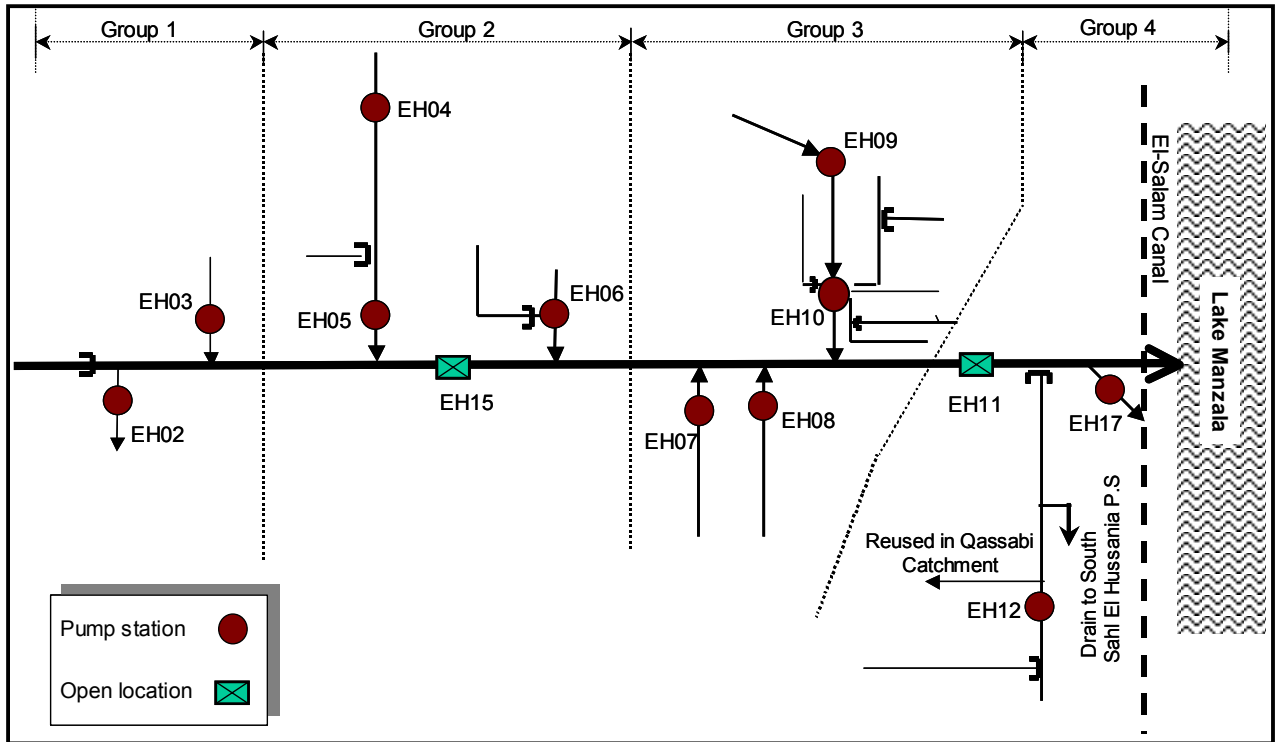 Group 1
Group 2
Group 3
Group 4
EH04
EH09
El-Salam Canal
EH03
EH05
EH06
EH10
Lake Manzala
EH02
EH15
EH07
EH08
EH11
EH17
Reused in Qassabi
Catchment
EH12
Drain to South
Sahl El Hussania P.S
Pump station
Open location